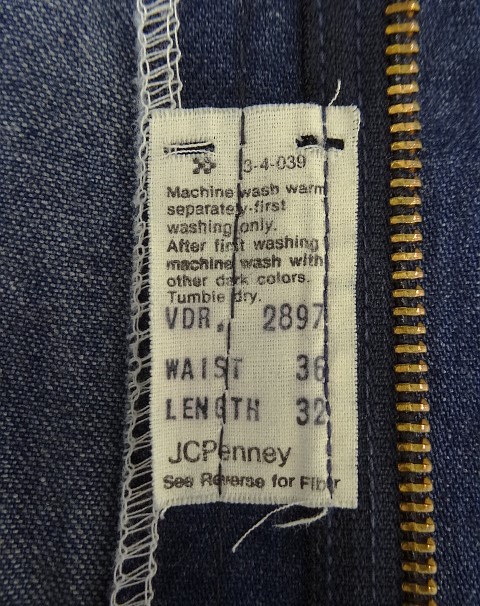 3-4-039
Machine wash warm
separately-first
washing only.
After first washing
machine wash with
other dark colors.
Tumble dry.
VDR. 2897
WAIST 36
LENGTH 32
JCPenney
See Reverse for Fiber